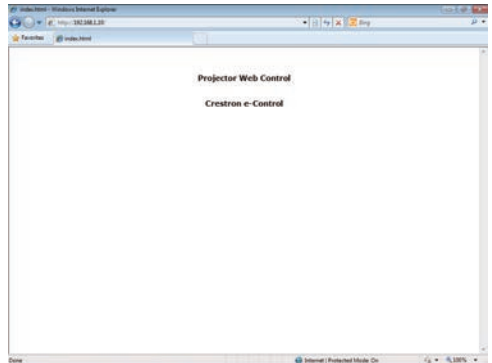 index.html - Windows Internet Explorer
http://192.168.1.20/
Bing
Favorites
index.html
Projector Web Control
Crestron e-Control
Done
Internet | Protected Mode: On
100%